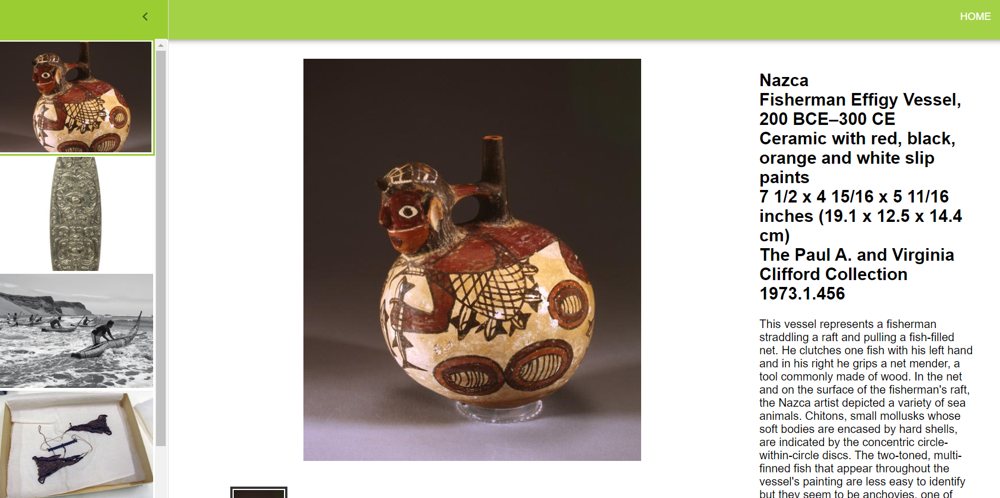 HOME
Nazca
Fisherman Effigy Vessel,
200 BCE–300 CE
Ceramic with red, black,
orange and white slip
paints
7 1/2 x 4 15/16 x 5 11/16
inches (19.1 x 12.5 x 14.4
cm)
The Paul A. and Virginia
Clifford Collection
1973.1.456
This vessel represents a fisherman
straddling a raft and pulling a fish-filled
net. He clutches one fish with his left hand
and in his right he grips a net mender, a
tool commonly made of wood. In the net
and on the surface of the fisherman's raft,
the Nazca artist depicted a variety of sea
animals. Chitons, small mollusks whose
soft bodies are encased by hard shells,
are indicated by the concentric circle-
within-circle discs. The two-toned, multi-
finned fish that appear throughout the
vessel's painting are less easy to identify
but they seem to be anchovies, one of